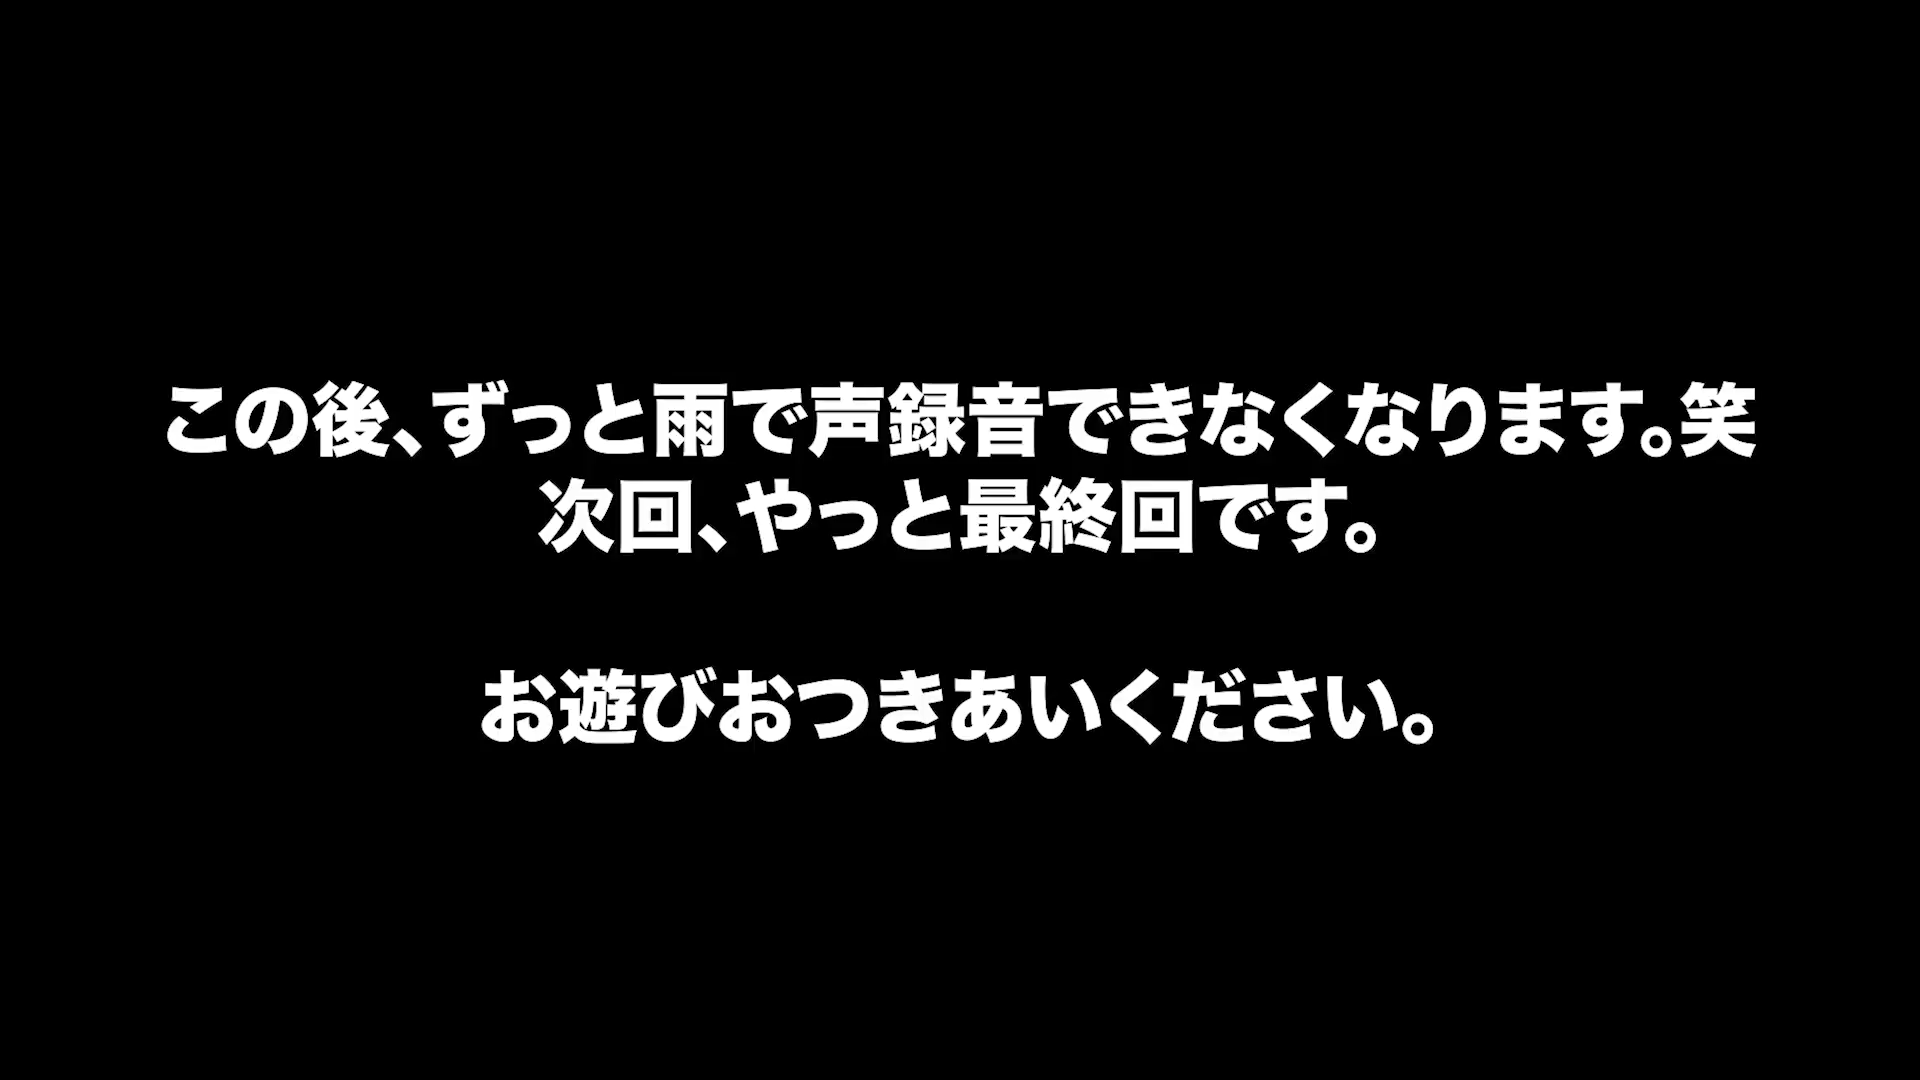 この後、ずっと雨で声録音できなくなります。笑
次回、やっと最終回です。
お遊びおつきあいください。